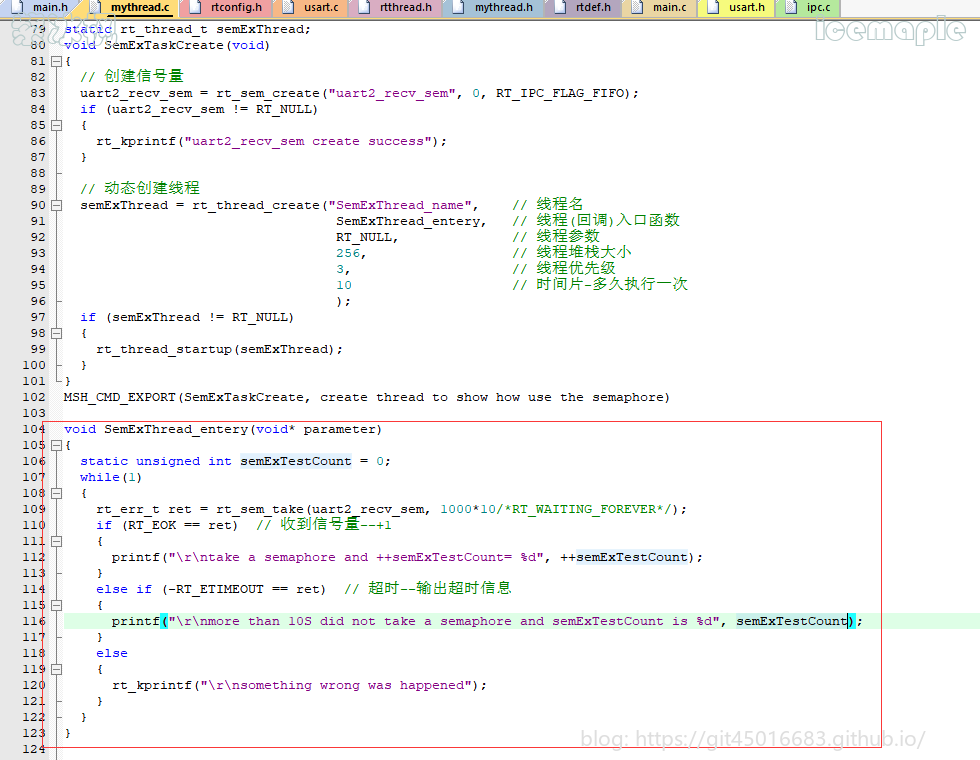 main.h mythread.c rtconfig.h usart.c rtthread.h mythread.h rtdef.h main.c usart.h ipc.c
Icemaple
79 static rt_thread_t semExThread;
80 void SemExTaskCreate(void)
81 {
82 // 创建信号量
83 uart2_recv_sem = rt_sem_create("uart2_recv_sem", 0, RT_IPC_FLAG_FIFO);
84 if (uart2_recv_sem != RT_NULL)
85 {
86 rt_kprintf("uart2_recv_sem create success");
87 }
88
89 // 动态创建线程
90 semExThread = rt_thread_create("SemExThread_name", // 线程名
91 SemExThread_entery, // 线程(回调)入口函数
92 RT_NULL, // 线程参数
93 256, // 线程堆栈大小
94 3, // 线程优先级
95 10 // 时间片-多久执行一次
96 );
97 if (semExThread != RT_NULL)
98 {
99 rt_thread_startup(semExThread);
100 }
101 }
102 MSH_CMD_EXPORT(SemExTaskCreate, create thread to show how use the semaphore)
103
104 void SemExThread_entery(void* parameter)
105 {
106 static unsigned int semExTestCount = 0;
107 while(1)
108 {
109 rt_err_t ret = rt_sem_take(uart2_recv_sem, 1000*10/*RT_WAITING_FOREVER*/);
110 if (RT_EOK == ret) // 收到信号量--+1
111 {
112 printf("\r\ntake a semaphore and ++semExTestCount= %d", ++semExTestCount);
113 }
114 else if (-RT_ETIMEOUT == ret) // 超时--输出超时信息
115 {
116 printf("\r\nmore than 10S did not take a semaphore and semExTestCount is %d", semExTestCount);
117 }
118 else
119 {
120 rt_kprintf("\r\nsomething wrong was happened");
121 }
122 }
123 }
124
blog: https://git45016683.github.io/